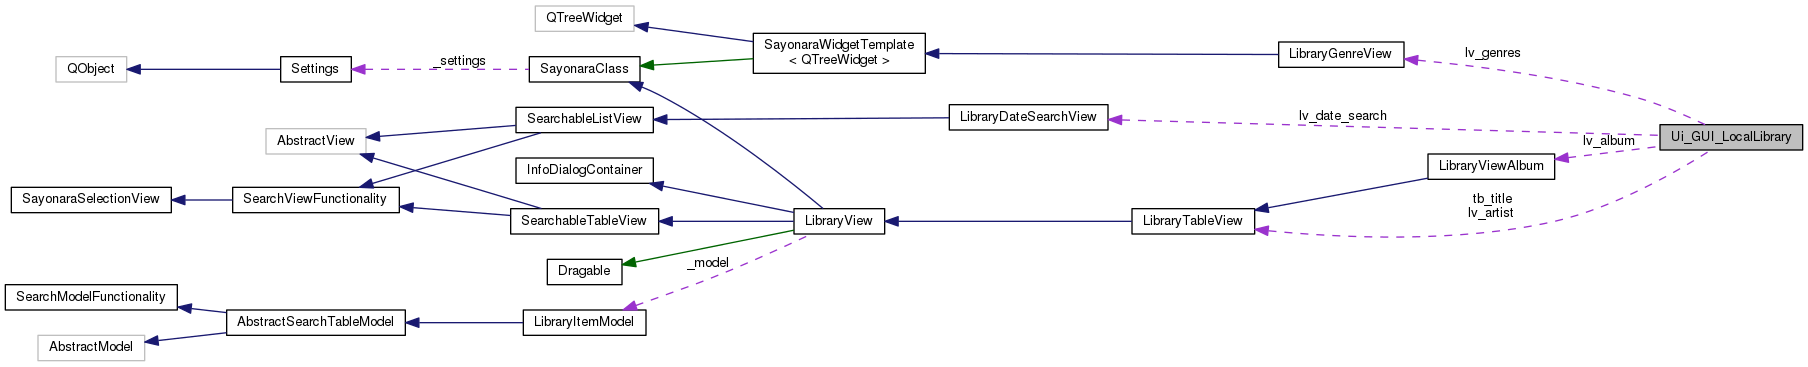 QTreeWidget
SayonaraWidgetTemplate
< QTreeWidget >
LibraryGenreView
lv_genres
QObject
Settings
_settings
SayonaraClass
SearchableListView
LibraryDateSearchView
lv_date_search
Ui_GUI_LocalLibrary
AbstractView
lv_album
InfoDialogContainer
LibraryViewAlbum
SayonaraSelectionView
SearchViewFunctionality
tb_title
lv_artist
SearchableTableView
LibraryView
LibraryTableView
Dragable
_model
SearchModelFunctionality
AbstractSearchTableModel
LibraryItemModel
AbstractModel